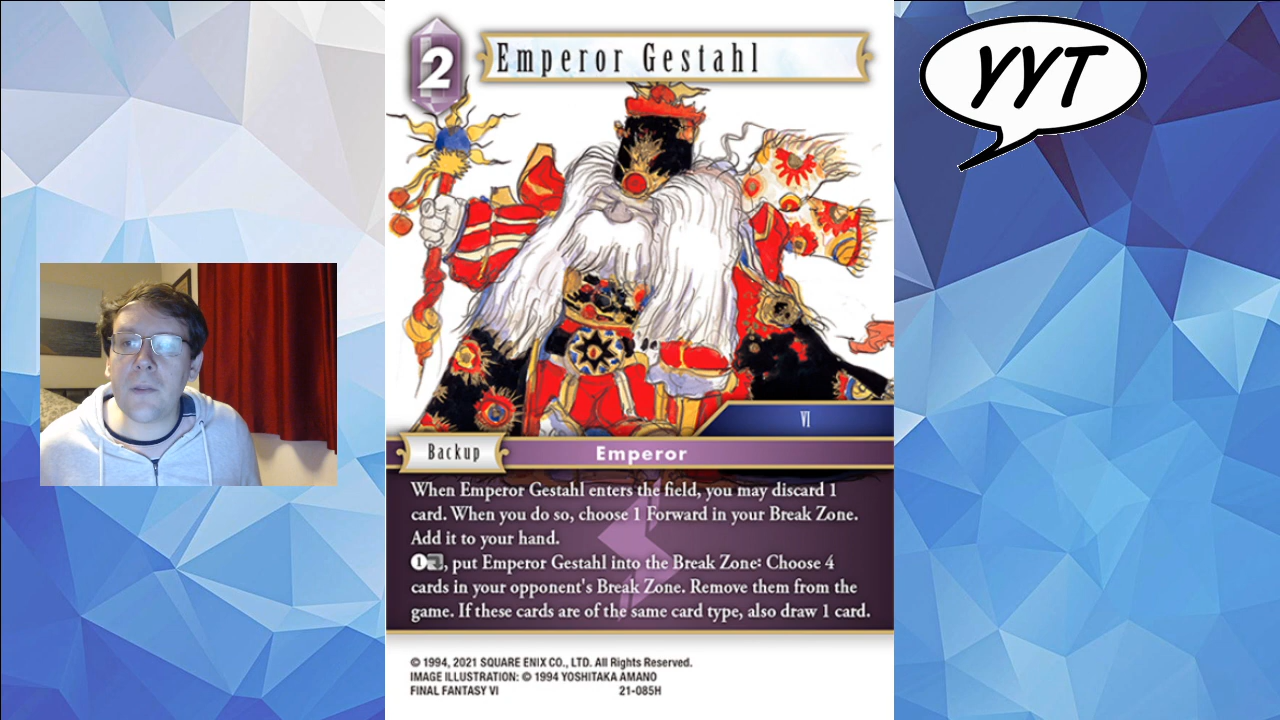 YYT
2
Emperor Gestahl
VI
Backup
Emperor
When Emperor Gestahl enters the field, you may discard 1
card. When you do so, choose 1 Forward in your Break Zone.
Add it to your hand.
1, put Emperor Gestahl into the Break Zone: Choose 4
cards in your opponent's Break Zone. Remove them from the
game. If these cards are of the same card type, also draw 1 card.
© 1994, 2021 SQUARE ENIX CO., LTD. All Rights Reserved.
IMAGE ILLUSTRATION: © 1994 YOSHITAKA AMANO
FINAL FANTASY VI 21-085H